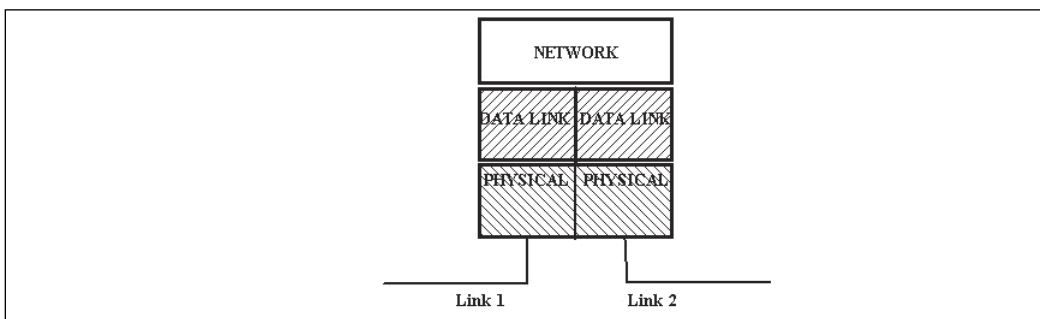 NETWORK
DATA LINK DATA LINK
PHYSICAL PHYSICAL
Link 1 Link 2